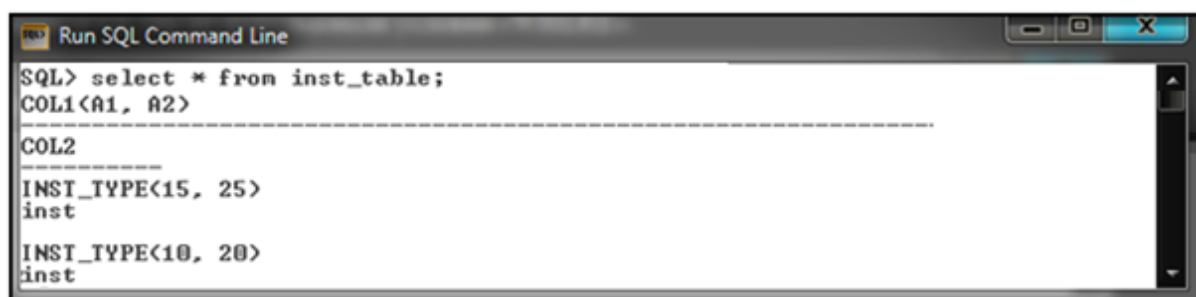 Run SQL Command Line
SQL> select * from inst_table;
COL1(A1, A2)
--------------------------------------------------------------------------------
COL2
----------
INST_TYPE(15, 25)
inst
INST_TYPE(10, 20)
inst